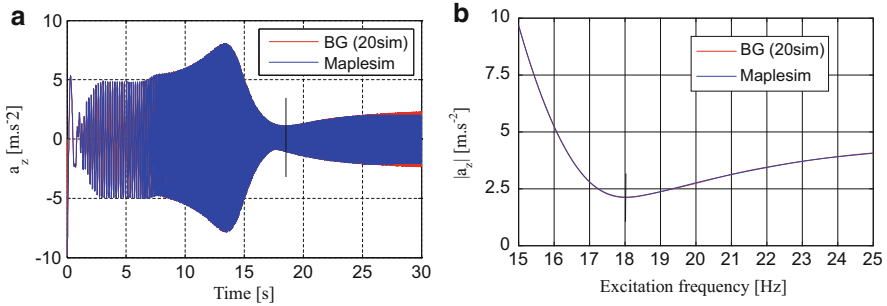 a
10
5
0
-5
-10
a_z [m.s-2]
BG (20sim)
Maplesim
0
5
10
15
20
25
30
Time [s]
b
10
7.5
5
2.5
0
|a_z| [m.s⁻²]
BG (20sim)
Maplesim
15
16
17
18
19
20
21
22
23
24
25
Excitation frequency [Hz]